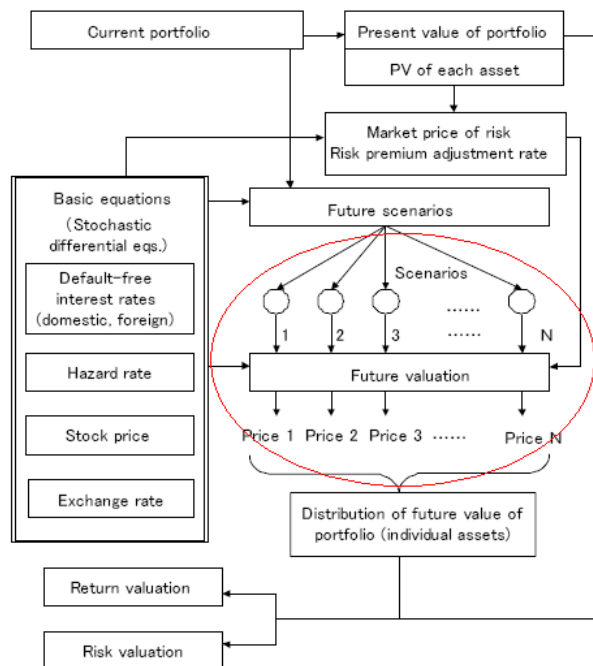 Current portfolio
Present value of portfolio
PV of each asset
Market price of risk
Risk premium adjustment rate
Basic equations
(Stochastic
differential eqs.)
Default-free
interest rates
(domestic, foreign)
Hazard rate
Stock price
Exchange rate
Future scenarios
Scenarios
......
1 2 3 ...... N
Future valuation
Price 1 Price 2 Price 3 ...... Price N
Distribution of future value of
portfolio (individual assets)
Return valuation
Risk valuation